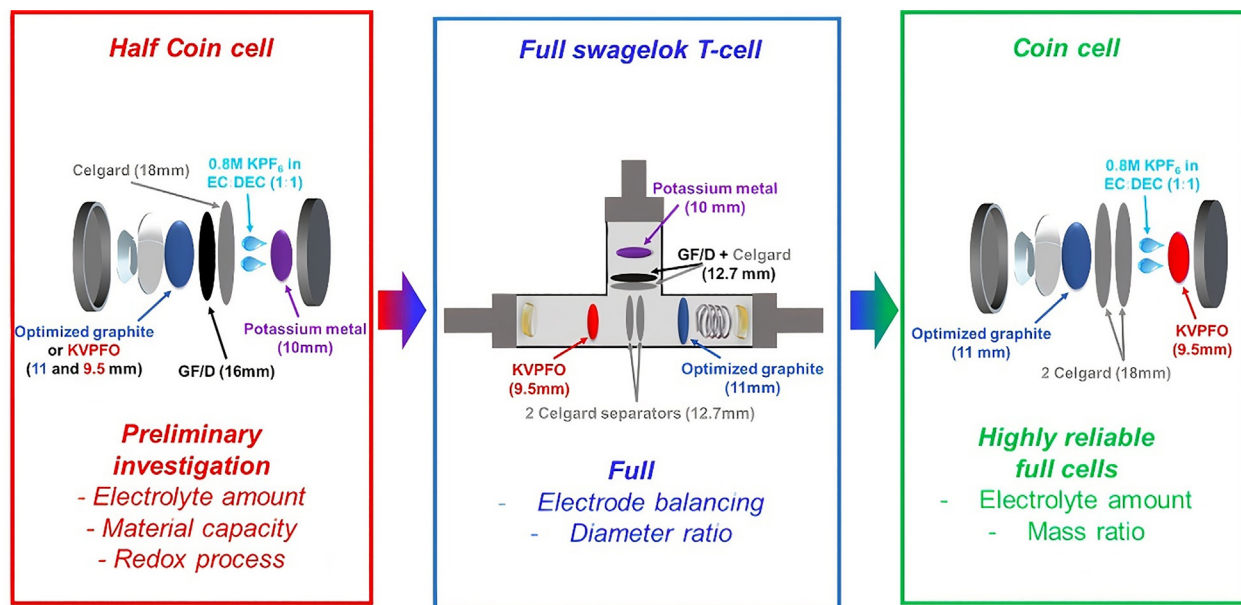 Half Coin cell
Celgard (18mm)
0.8M KPF₆ in
EC:DEC (1:1)
Optimized graphite
or KVPFO
(11 and 9.5 mm)
GF/D (16mm)
Potassium metal
(10mm)
Preliminary
investigation
- Electrolyte amount
- Material capacity
- Redox process
Full swagelok T-cell
Potassium metal
(10 mm)
GF/D + Celgard
(12.7 mm)
KVPFO
(9.5mm)
Optimized graphite
(11mm)
2 Celgard separators (12.7mm)
Full
- Electrode balancing
- Diameter ratio
Coin cell
0.8M KPF₆ in
EC:DEC (1:1)
Optimized graphite
(11 mm)
KVPFO
(9.5mm)
2 Celgard (18mm)
Highly reliable
full cells
- Electrolyte amount
- Mass ratio